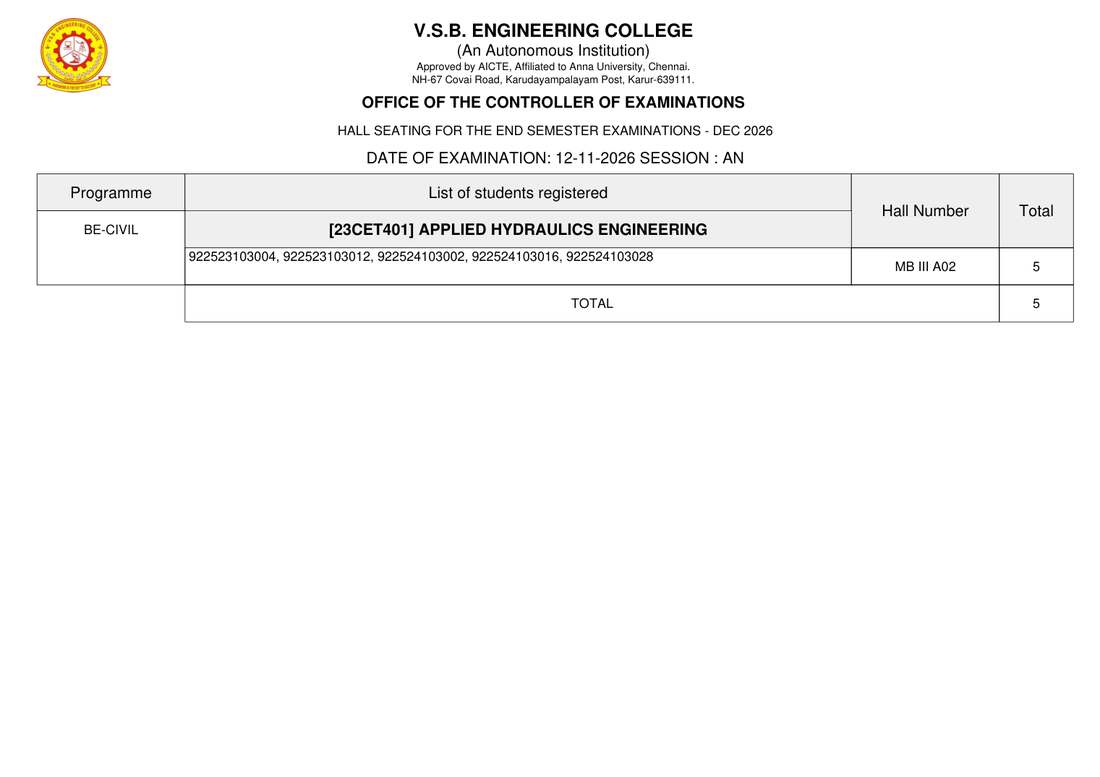 V.S.B. ENGINEERING COLLEGE
(An Autonomous Institution)
Approved by AICTE, Affiliated to Anna University, Chennai.
NH-67 Covai Road, Karudayampalayam Post, Karur-639111.
OFFICE OF THE CONTROLLER OF EXAMINATIONS
HALL SEATING FOR THE END SEMESTER EXAMINATIONS - DEC 2026
DATE OF EXAMINATION: 12-11-2026 SESSION : AN
Programme List of students registered Hall Number Total
BE-CIVIL [23CET401] APPLIED HYDRAULICS ENGINEERING
922523103004, 922523103012, 922524103002, 922524103016, 922524103028 MB III A02 5
TOTAL 5